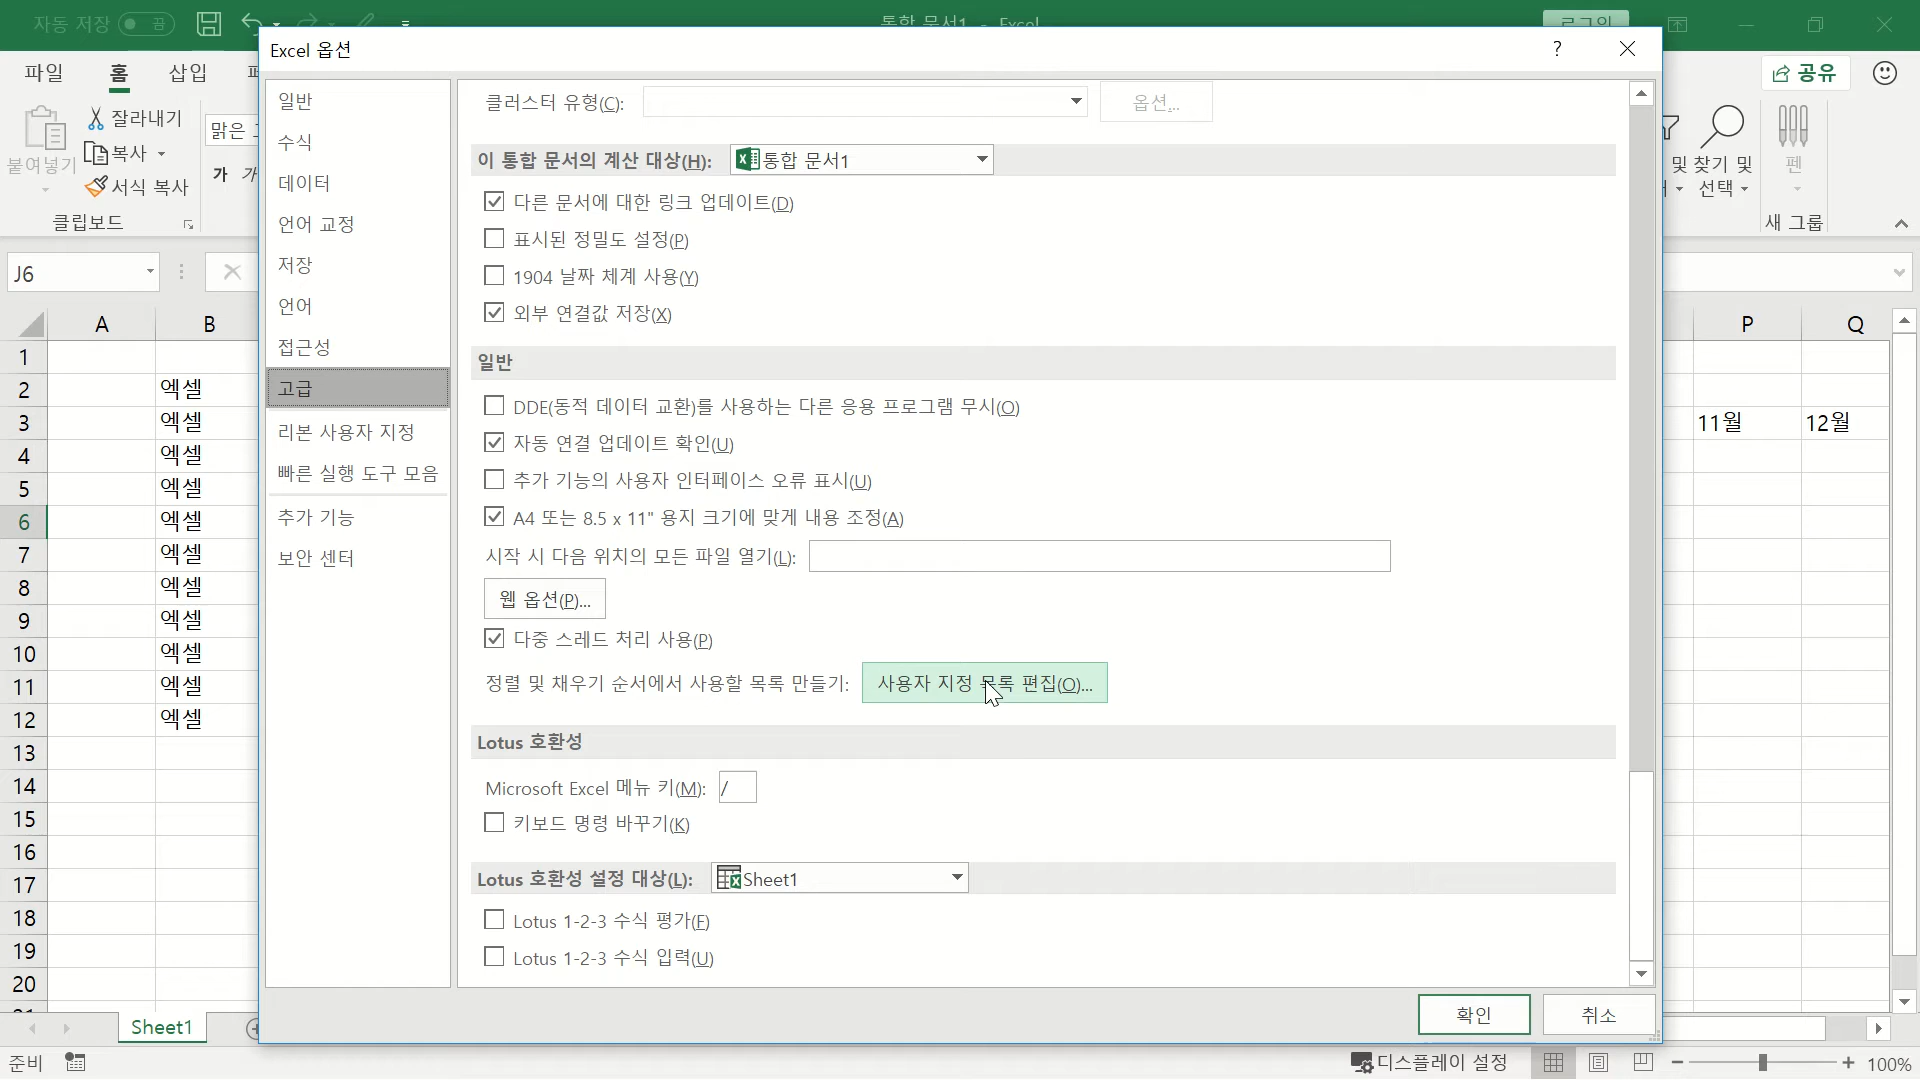 자동 저장 끔
통합 문서1 - Excel
로그인
Excel 옵션
?
파일
홈
삽입
공유
붙여넣기
잘라내기
복사
서식 복사
클립보드
맑은
가
가
및 찾기 및
선택
펜
새 그룹
J6
일반
수식
데이터
언어 교정
저장
언어
접근성
고급
리본 사용자 지정
빠른 실행 도구 모음
추가 기능
보안 센터
클러스터 유형(C):
옵션...
이 통합 문서의 계산 대상(H): 통합 문서1
다른 문서에 대한 링크 업데이트(D)
표시된 정밀도 설정(P)
1904 날짜 체계 사용(Y)
외부 연결값 저장(X)
일반
DDE(동적 데이터 교환)를 사용하는 다른 응용 프로그램 무시(O)
자동 연결 업데이트 확인(U)
추가 기능의 사용자 인터페이스 오류 표시(U)
A4 또는 8.5 x 11" 용지 크기에 맞게 내용 조정(A)
시작 시 다음 위치의 모든 파일 열기(L):
웹 옵션(P)...
다중 스레드 처리 사용(P)
정렬 및 채우기 순서에서 사용할 목록 만들기: 사용자 지정 목록 편집(O)...
Lotus 호환성
Microsoft Excel 메뉴 키(M): /
키보드 명령 바꾸기(K)
Lotus 호환성 설정 대상(L): Sheet1
Lotus 1-2-3 수식 평가(F)
Lotus 1-2-3 수식 입력(U)
확인
취소
A B P Q
1
2 엑셀
3 엑셀 11월 12월
4 엑셀
5 엑셀
6 엑셀
7 엑셀
8 엑셀
9 엑셀
10 엑셀
11 엑셀
12 엑셀
13
14
15
16
17
18
19
20
Sheet1
준비
디스플레이 설정
100%